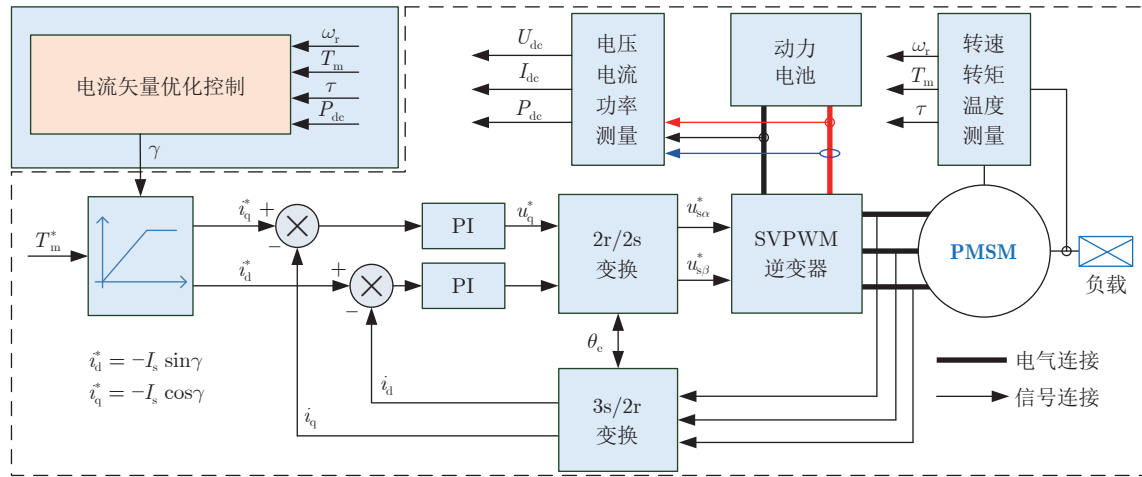 电流矢量优化控制
ω_r
T_m
τ
P_dc
γ
U_dc
I_dc
P_dc
电压
电流
功率
测量
动力
电池
ω_r
T_m
τ
转速
转矩
温度
测量
T_m^*
i_q^*
+
−
i_d^*
+
−
PI
PI
u_q^*
2r/2s
变换
u_sα^*
u_sβ^*
SVPWM
逆变器
PMSM
负载
θ_e
i_d^* = −I_s sinγ
i_q^* = −I_s cosγ
i_d
i_q
3s/2r
变换
电气连接
信号连接